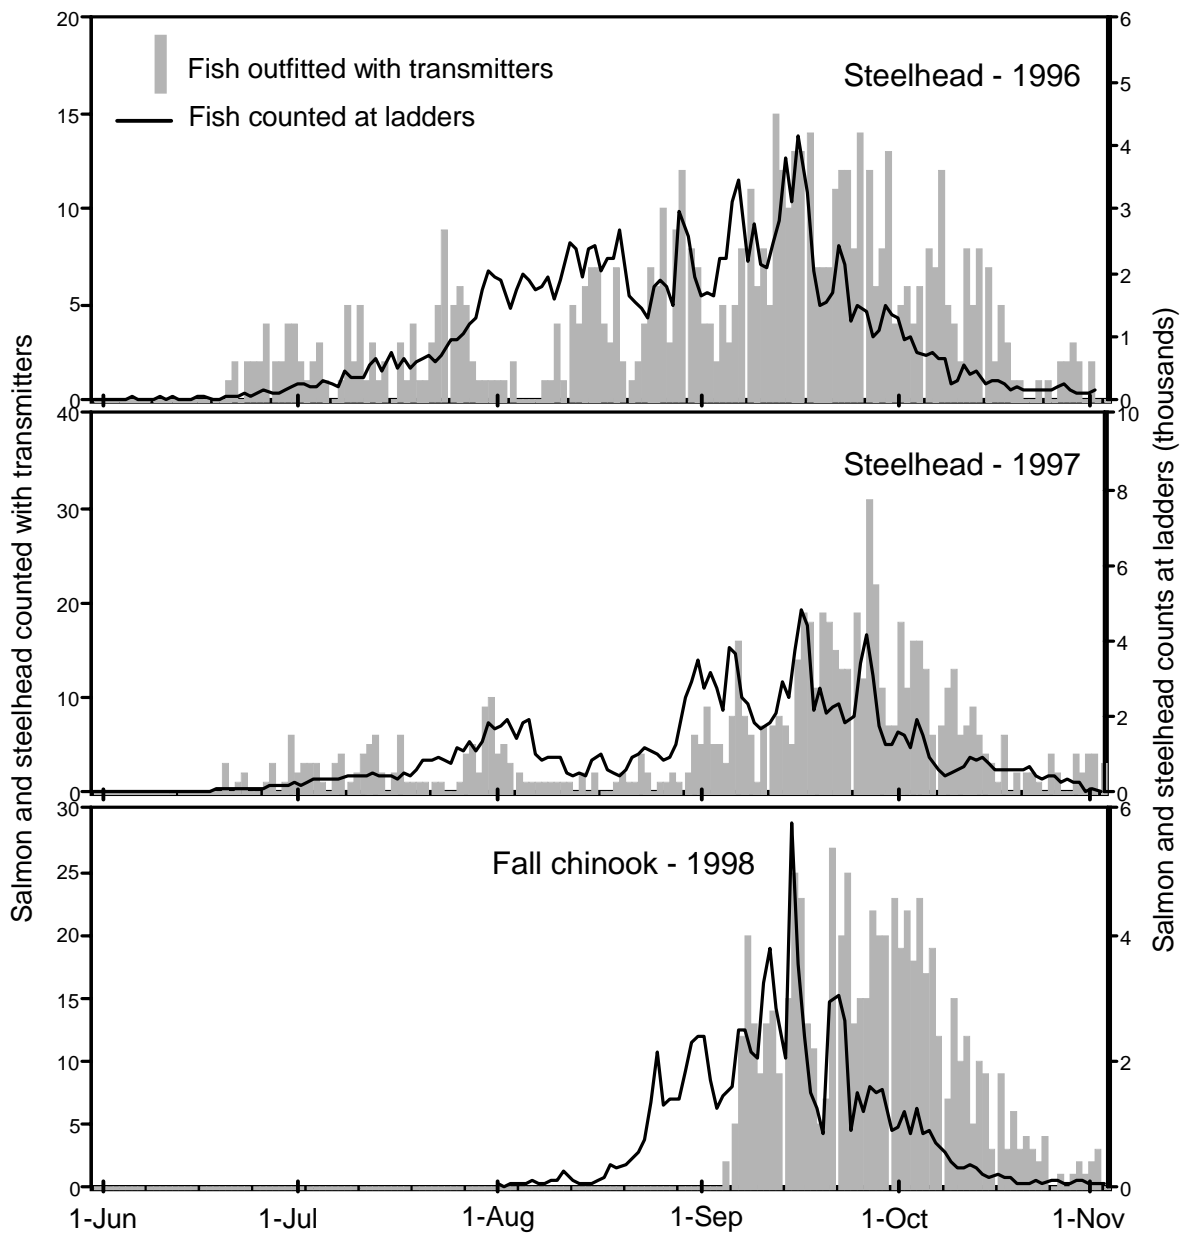 20
6
Fish outfitted with transmitters
Steelhead - 1996
5
15
Fish counted at ladders
4
10
3
2
5
1
0
0
40
10
Steelhead - 1997
30
8
6
20
4
10
2
0
0
30
6
Fall chinook - 1998
25
20
4
15
10
2
5
0
0
1-Jun
1-Jul
1-Aug
1-Sep
1-Oct
1-Nov
Salmon and steelhead counted with transmitters
Salmon and stelhead counts at ladders (thousands)